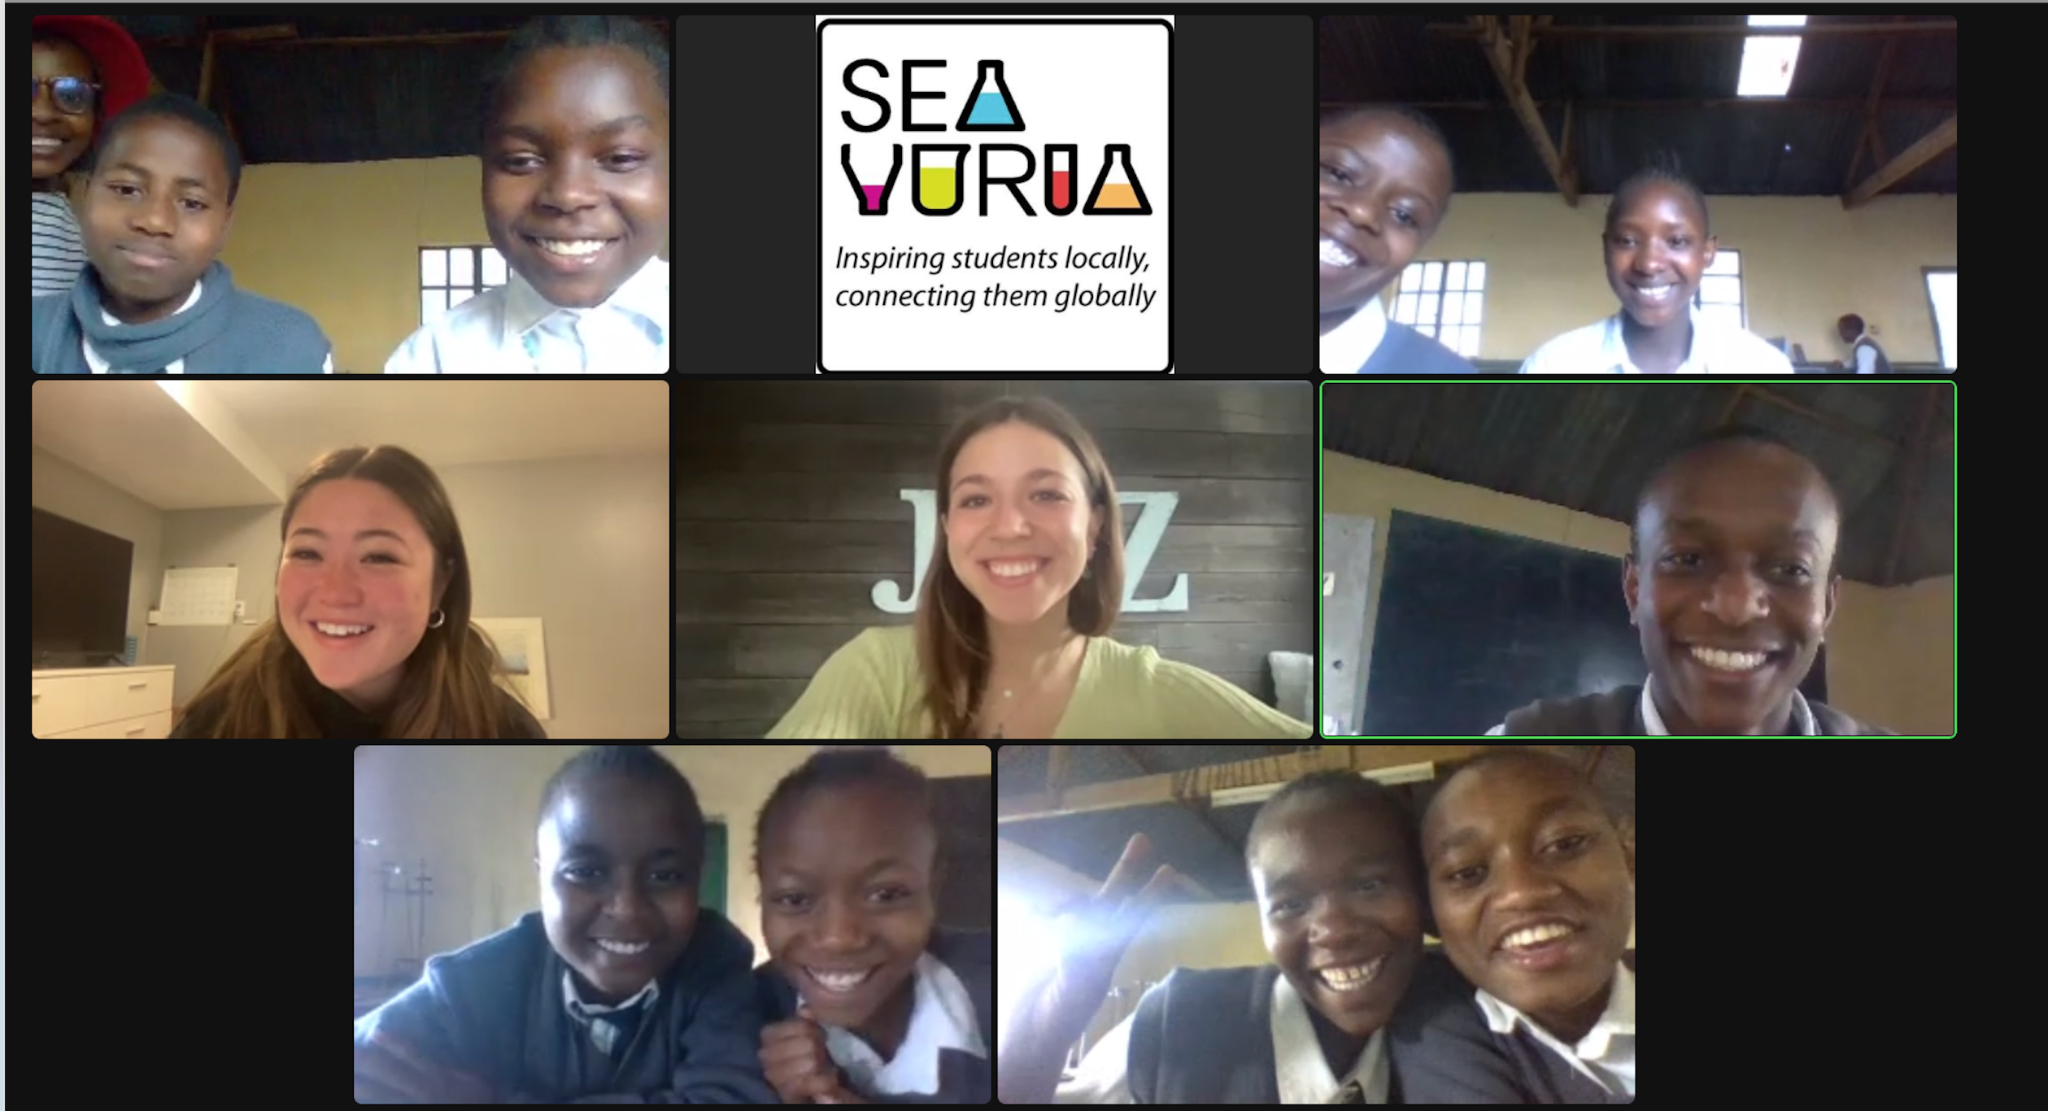 SEA
VURIA
Inspiring students locally,
connecting them globally
J Z